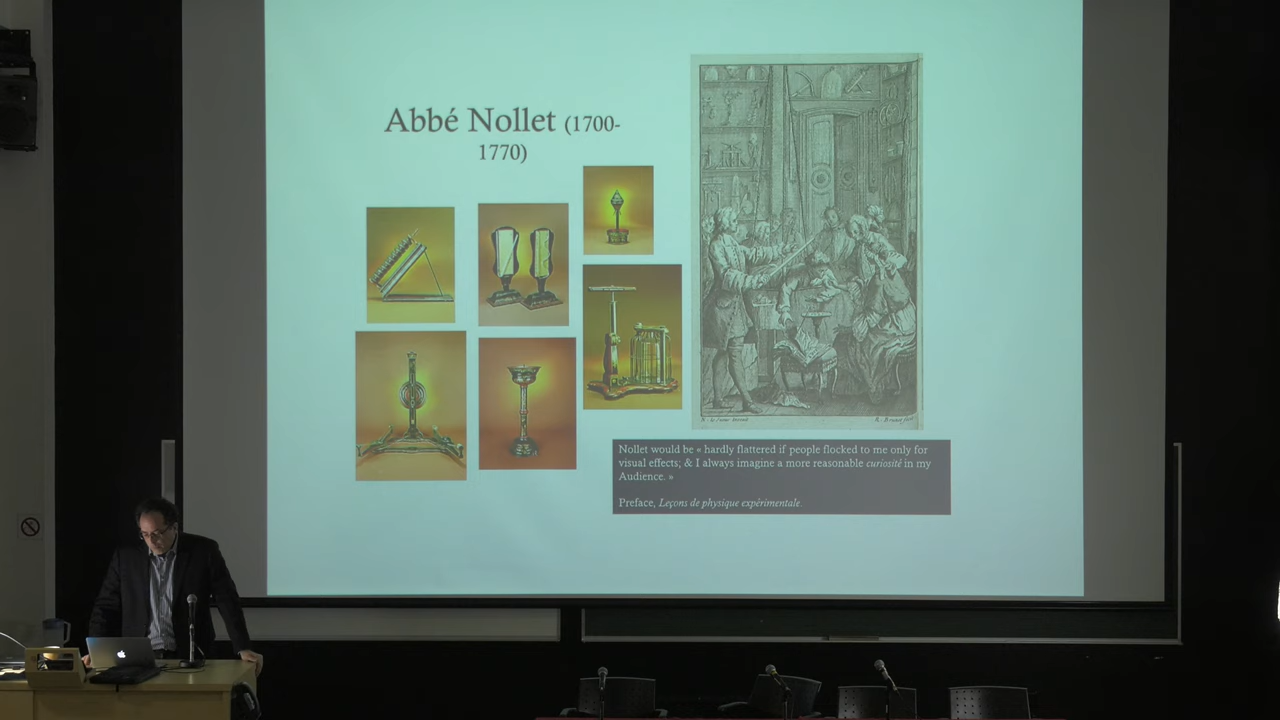 Abbé Nollet (1700-
1770)
Nollet would be « hardly flattered if people flocked to me only for
visual effects; & I always imagine a more reasonable curiosité in my
Audience. »
Preface, Leçons de physique expérimentale.